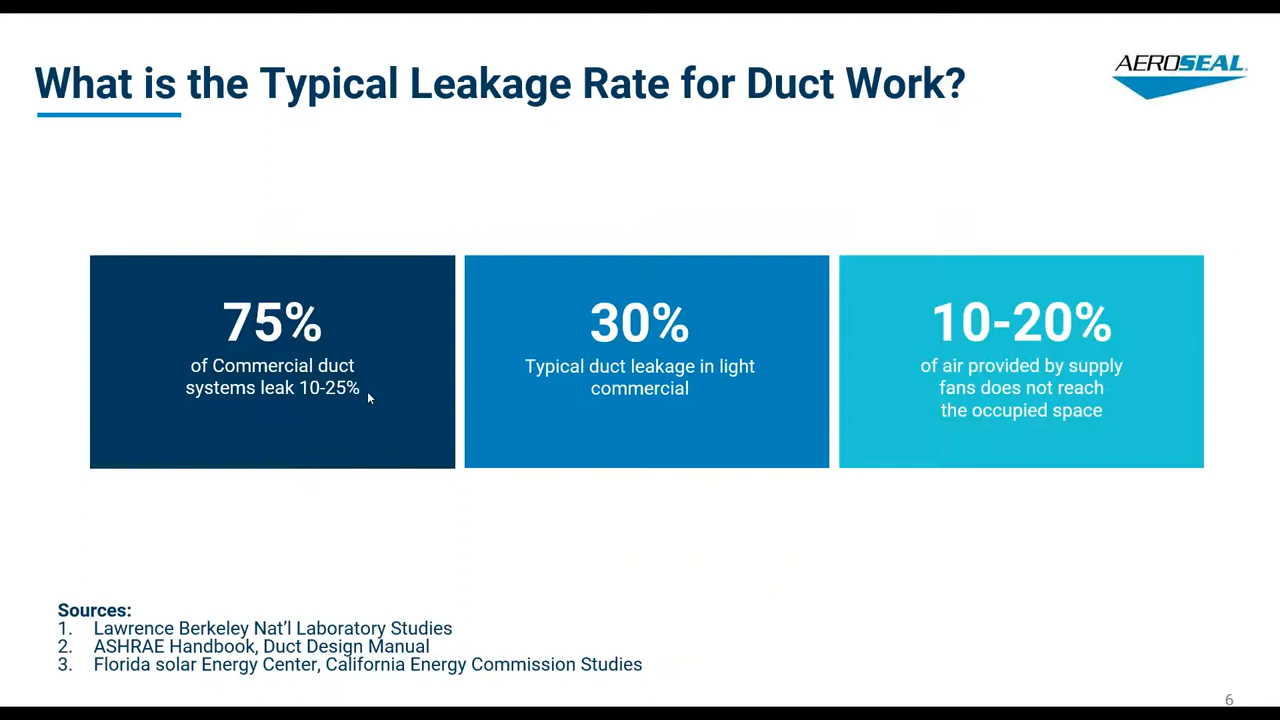 What is the Typical Leakage Rate for Duct Work?
AEROSEAL
75%
of Commercial duct
systems leak 10-25%
30%
Typical duct leakage in light
commercial
10-20%
of air provided by supply
fans does not reach
the occupied space
Sources:
1. Lawrence Berkeley Nat’l Laboratory Studies
2. ASHRAE Handbook, Duct Design Manual
3. Florida solar Energy Center, California Energy Commission Studies
6